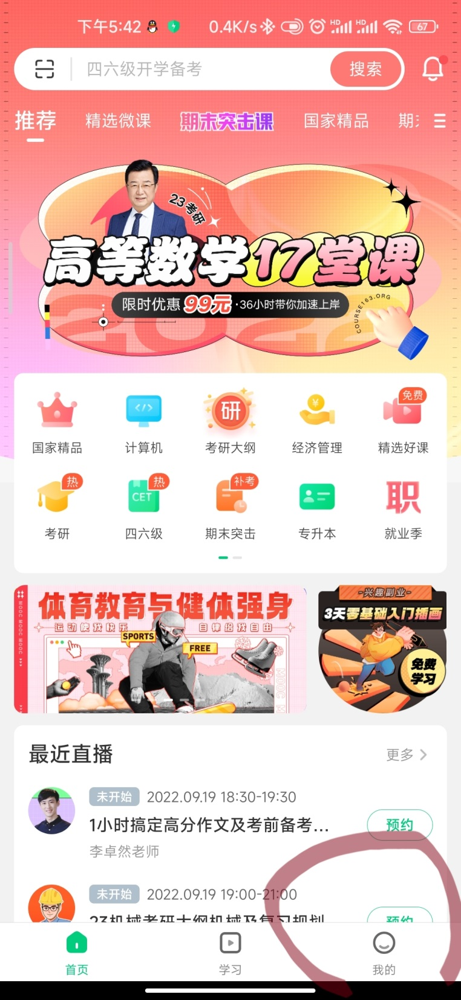 下午5:42 0.4K/s HD HD 67
四六级开学备考 搜索
推荐 精选微课 期末突击课 国家精品
23考研
高等数学17堂课
限时优惠99元·36小时带你加速上岸
COURSE163.ORG
2022
免费
国家精品 计算机 研 考研大纲 经济管理 精选好课
热 热 补考
CET 职
考研 四六级 期末突击 专升本 就业季
体育教育与健体强身
运动使我快乐 自律给我自由
SPORTS
FREE
MOOC MOOC MOOC
-兴趣副业-
3天零基础入门插画
免费
学习
最近直播 更多
未开始 2022.09.19 18:30-19:30
1小时搞定高分作文及考前备考... 预约
李卓然老师
未开始 2022.09.19 19:00-21:00
23机械考研大纲机械及复习规划 预约
首页 学习 我的